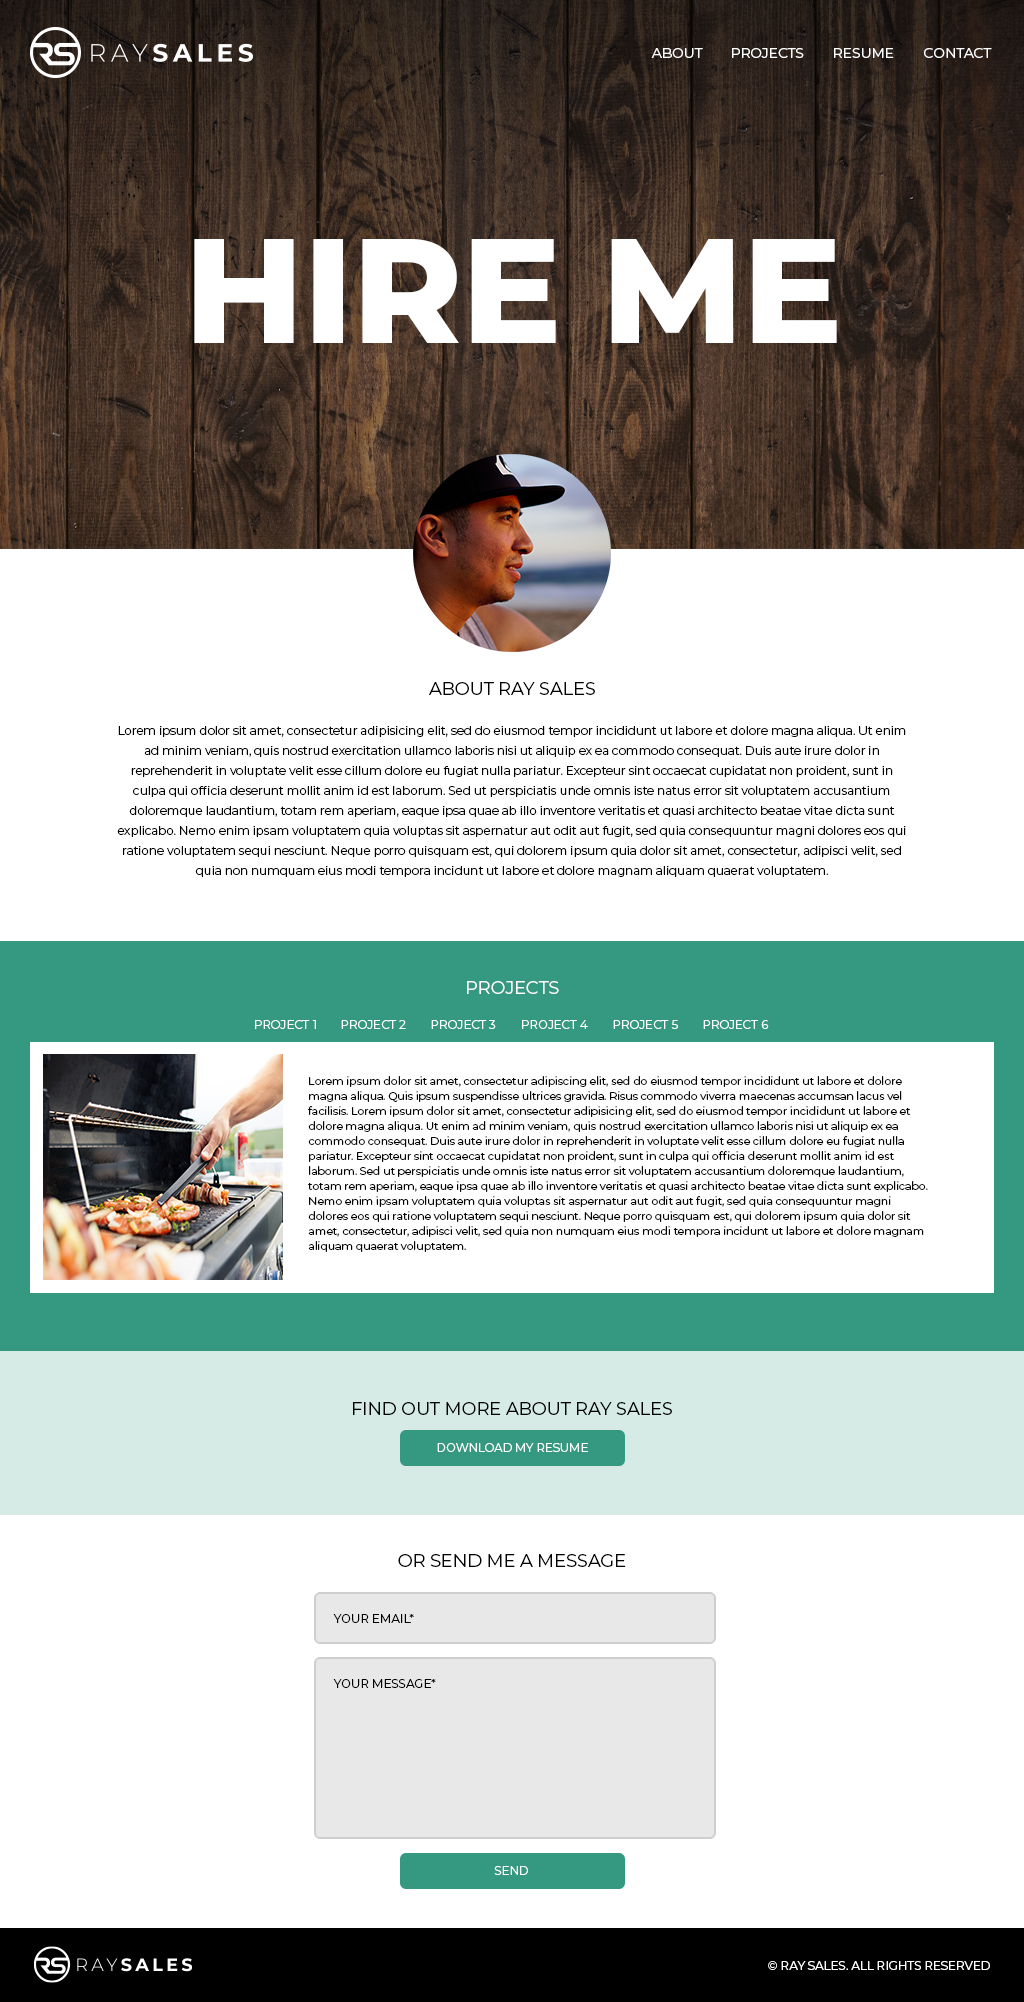 RS RAYSALES
ABOUT PROJECTS RESUME CONTACT
HIRE ME
ABOUT RAY SALES
Lorem ipsum dolor sit amet, consectetur adipisicing elit, sed do eiusmod tempor incididunt ut labore et dolore magna aliqua. Ut enim
ad minim veniam, quis nostrud exercitation ullamco laboris nisi ut aliquip ex ea commodo consequat. Duis aute irure dolor in
reprehenderit in voluptate velit esse cillum dolore eu fugiat nulla pariatur. Excepteur sint occaecat cupidatat non proident, sunt in
culpa qui officia deserunt mollit anim id est laborum. Sed ut perspiciatis unde omnis iste natus error sit voluptatem accusantium
doloremque laudantium, totam rem aperiam, eaque ipsa quae ab illo inventore veritatis et quasi architecto beatae vitae dicta sunt
explicabo. Nemo enim ipsam voluptatem quia voluptas sit aspernatur aut odit aut fugit, sed quia consequuntur magni dolores eos qui
ratione voluptatem sequi nesciunt. Neque porro quisquam est, qui dolorem ipsum quia dolor sit amet, consectetur, adipisci velit, sed
quia non numquam eius modi tempora incidunt ut labore et dolore magnam aliquam quaerat voluptatem.
PROJECTS
PROJECT 1 PROJECT 2 PROJECT 3 PROJECT 4 PROJECT 5 PROJECT 6
Lorem ipsum dolor sit amet, consectetur adipiscing elit, sed do eiusmod tempor incididunt ut labore et dolore
magna aliqua. Quis ipsum suspendisse ultrices gravida. Risus commodo viverra maecenas accumsan lacus vel
facilisis. Lorem ipsum dolor sit amet, consectetur adipisicing elit, sed do eiusmod tempor incididunt ut labore et
dolore magna aliqua. Ut enim ad minim veniam, quis nostrud exercitation ullamco laboris nisi ut aliquip ex ea
commodo consequat. Duis aute irure dolor in reprehenderit in voluptate velit esse cillum dolore eu fugiat nulla
pariatur. Excepteur sint occaecat cupidatat non proident, sunt in culpa qui officia deserunt mollit anim id est
laborum. Sed ut perspiciatis unde omnis iste natus error sit voluptatem accusantium doloremque laudantium,
totam rem aperiam, eaque ipsa quae ab illo inventore veritatis et quasi architecto beatae vitae dicta sunt explicabo.
Nemo enim ipsam voluptatem quia voluptas sit aspernatur aut odit aut fugit, sed quia consequuntur magni
dolores eos qui ratione voluptatem sequi nesciunt. Neque porro quisquam est, qui dolorem ipsum quia dolor sit
amet, consectetur, adipisci velit, sed quia non numquam eius modi tempora incidunt ut labore et dolore magnam
aliquam quaerat voluptatem.
FIND OUT MORE ABOUT RAY SALES
DOWNLOAD MY RESUME
OR SEND ME A MESSAGE
YOUR EMAIL*
YOUR MESSAGE*
SEND
RS RAYSALES
© RAY SALES. ALL RIGHTS RESERVED